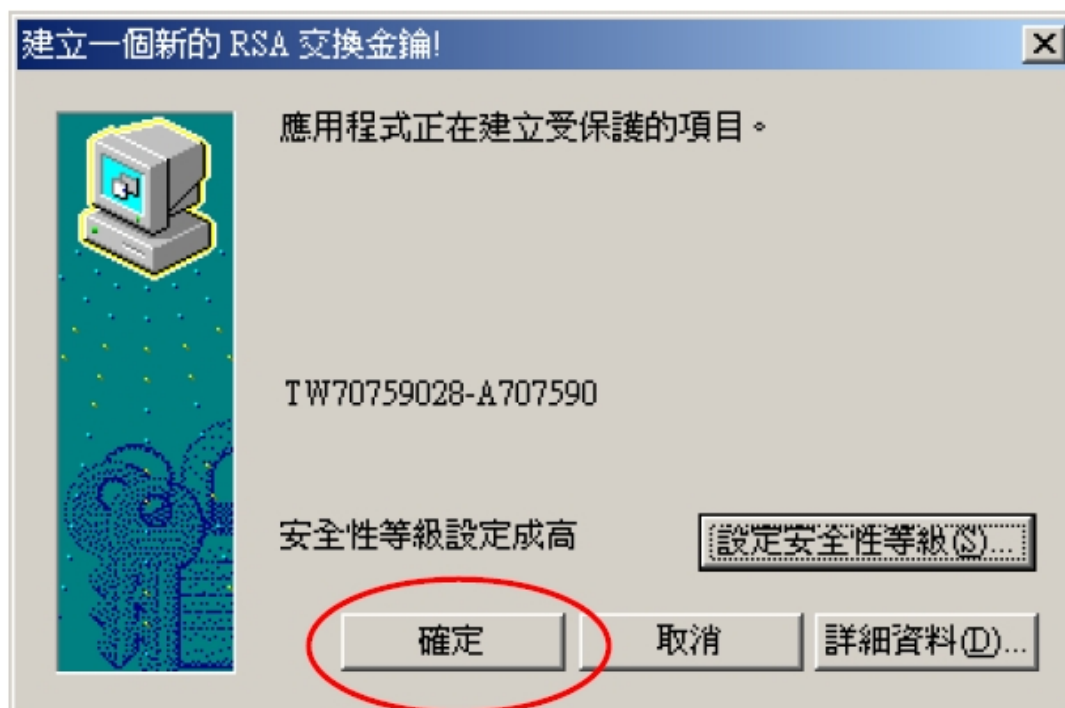 建立一個新的 RSA 交換金鑰!
應用程式正在建立受保護的項目。
TW70759028-A707590
安全性等級設定成高
設定安全性等級(S)...
確定
取消
詳細資料(D)...